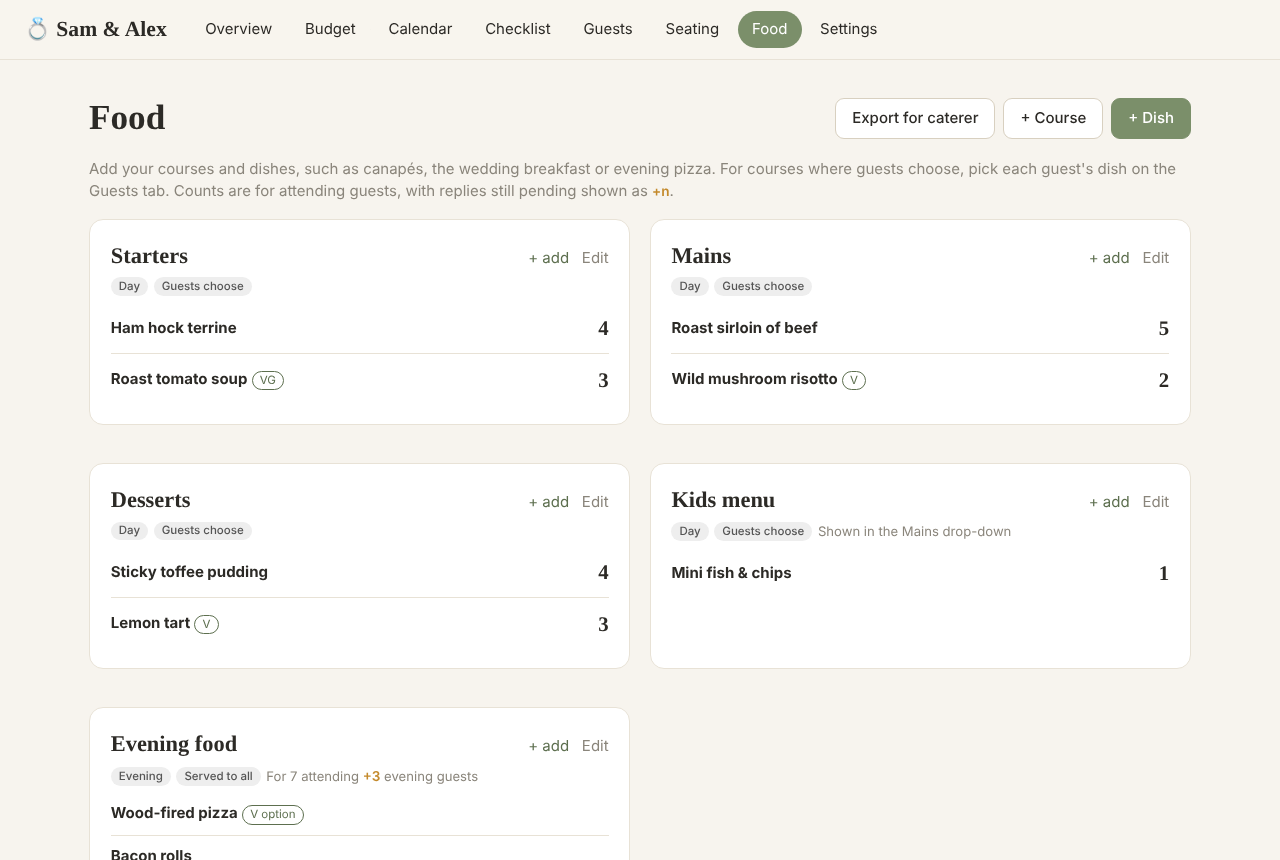 Sam & Alex Overview Budget Calendar Checklist Guests Seating Food Settings
Food
Export for caterer + Course + Dish
Add your courses and dishes, such as canapés, the wedding breakfast or evening pizza. For courses where guests choose, pick each guest's dish on the
Guests tab. Counts are for attending guests, with replies still pending shown as +n.
Starters + add Edit
Day Guests choose
Ham hock terrine 4
Roast tomato soup VG 3
Mains + add Edit
Day Guests choose
Roast sirloin of beef 5
Wild mushroom risotto V 2
Desserts + add Edit
Day Guests choose
Sticky toffee pudding 4
Lemon tart V 3
Kids menu + add Edit
Day Guests choose Shown in the Mains drop-down
Mini fish & chips 1
Evening food + add Edit
Evening Served to all For 7 attending +3 evening guests
Wood-fired pizza V option
Bacon rolls